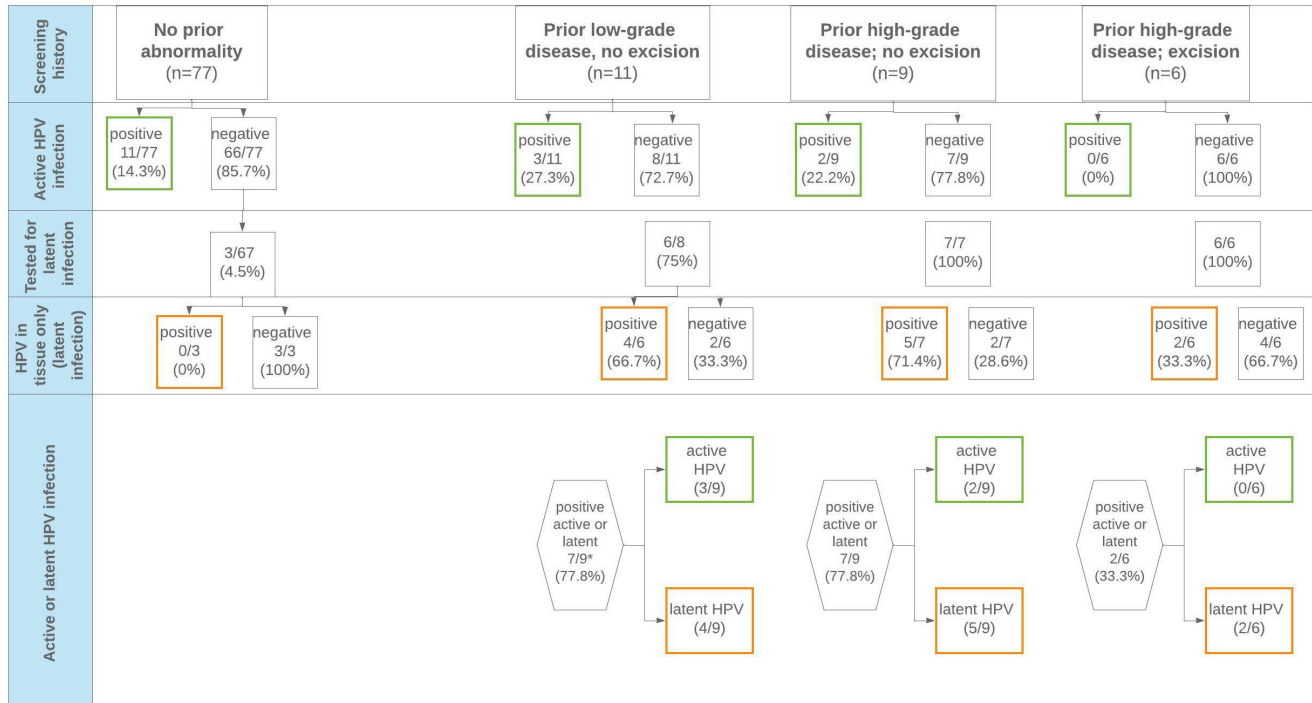 Screening
history
No prior
abnormality
(n=77)
Prior low-grade
disease, no excision
(n=11)
Prior high-grade
disease; no excision
(n=9)
Prior high-grade
disease; excision
(n=6)
Active HPV
infection
positive
11/77
(14.3%)
negative
66/77
(85.7%)
positive
3/11
(27.3%)
negative
8/11
(72.7%)
positive
2/9
(22.2%)
negative
7/9
(77.8%)
positive
0/6
(0%)
negative
6/6
(100%)
Tested for
latent
infection
3/67
(4.5%)
6/8
(75%)
7/7
(100%)
6/6
(100%)
HPV in
tissue only
(latent
infection)
positive
0/3
(0%)
negative
3/3
(100%)
positive
4/6
(66.7%)
negative
2/6
(33.3%)
positive
5/7
(71.4%)
negative
2/7
(28.6%)
positive
2/6
(33.3%)
negative
4/6
(66.7%)
Active or latent HPV infection
positive
active or
latent
7/9*
(77.8%)
active
HPV
(3/9)
latent HPV
(4/9)
positive
active or
latent
7/9
(77.8%)
active
HPV
(2/9)
latent HPV
(5/9)
positive
active or
latent
2/6
(33.3%)
active
HPV
(0/6)
latent HPV
(2/6)